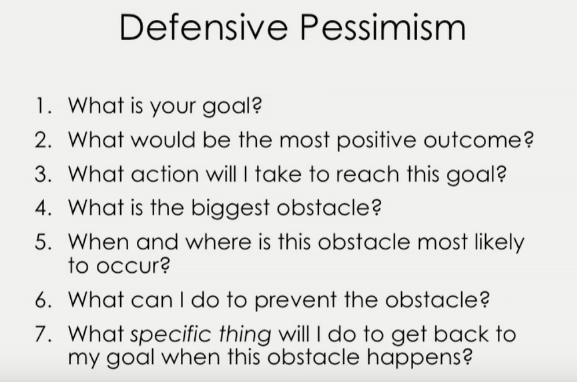 Defensive Pessimism
1. What is your goal?
2. What would be the most positive outcome?
3. What action will I take to reach this goal?
4. What is the biggest obstacle?
5. When and where is this obstacle most likely
to occur?
6. What can I do to prevent the obstacle?
7. What specific thing will I do to get back to
my goal when this obstacle happens?